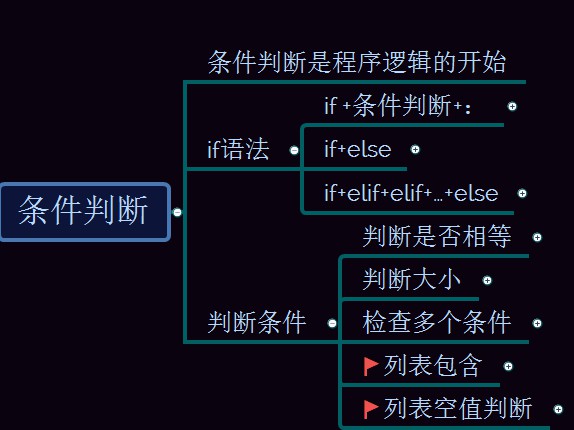 条件判断是程序逻辑的开始
if +条件判断+：
if语法
if+else
条件判断
if+elif+elif+...+else
判断是否相等
判断大小
判断条件
检查多个条件
列表包含
列表空值判断